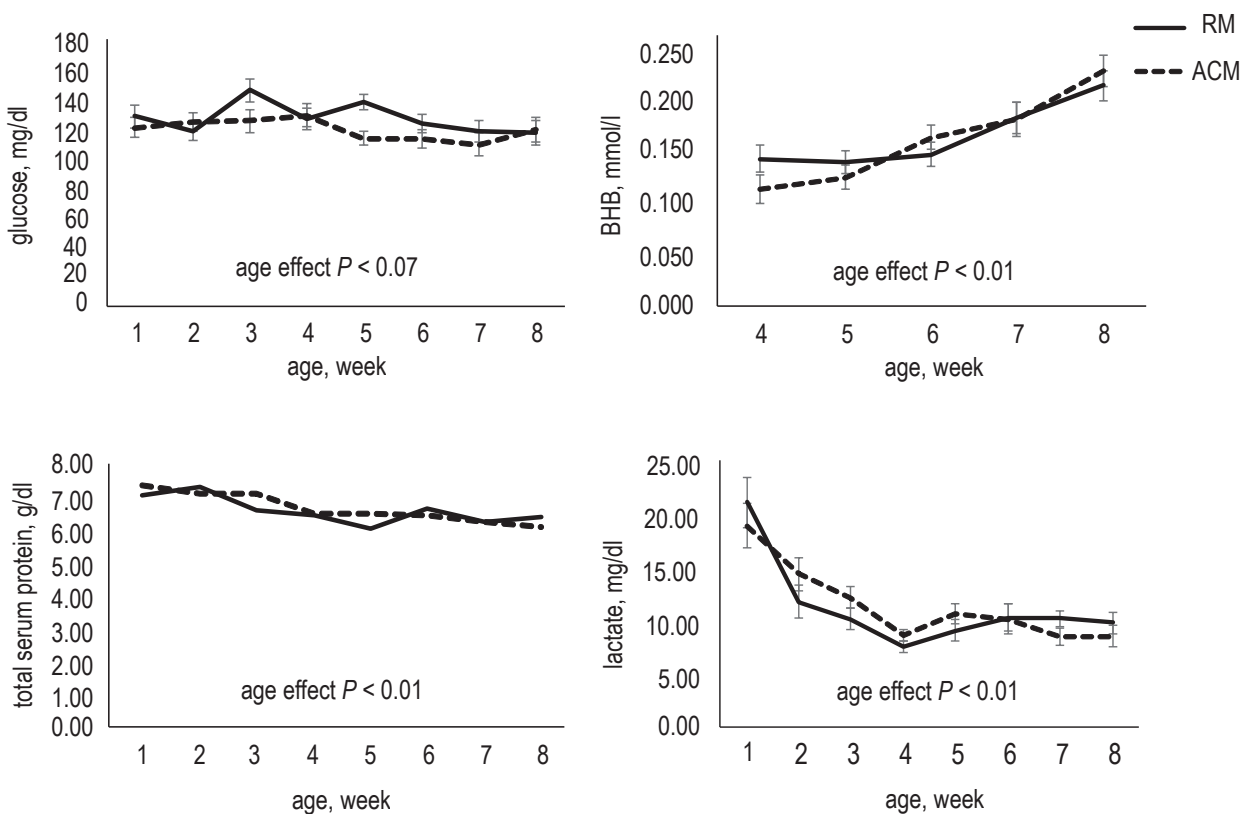 180
160
140
120
100
80
60
40
20
0
glucose, mg/dl
age effect P < 0.07
1 2 3 4 5 6 7 8
age, week
0.250
0.200
0.150
0.100
0.050
0.000
BHB, mmol/l
age effect P < 0.01
4 5 6 7 8
age, week
RM
ACM
8.00
7.00
6.00
5.00
4.00
3.00
2.00
1.00
0.00
total serum protein, g/dl
age effect P < 0.01
1 2 3 4 5 6 7 8
age, week
25.00
20.00
15.00
10.00
5.00
0.00
lactate, mg/dl
age effect P < 0.01
1 2 3 4 5 6 7 8
age, week